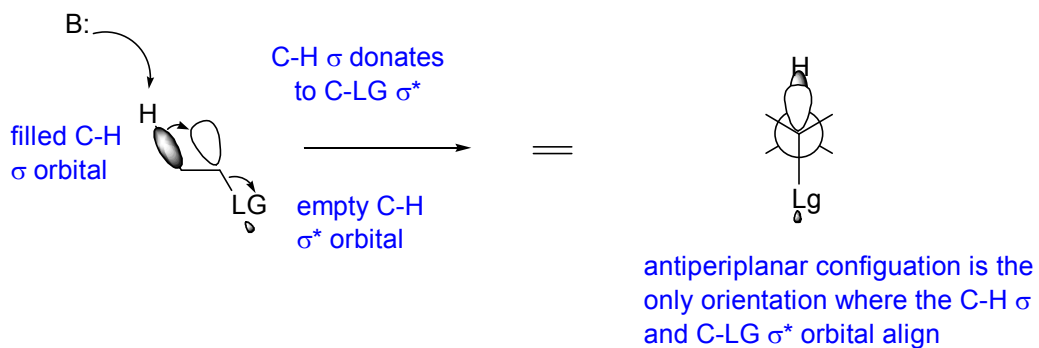 B:
H
filled C-H
σ orbital
LG
C-H σ donates
to C-LG σ*
empty C-H
σ* orbital
H
Lg
antiperiplanar configuation is the
only orientation where the C-H σ
and C-LG σ* orbital align